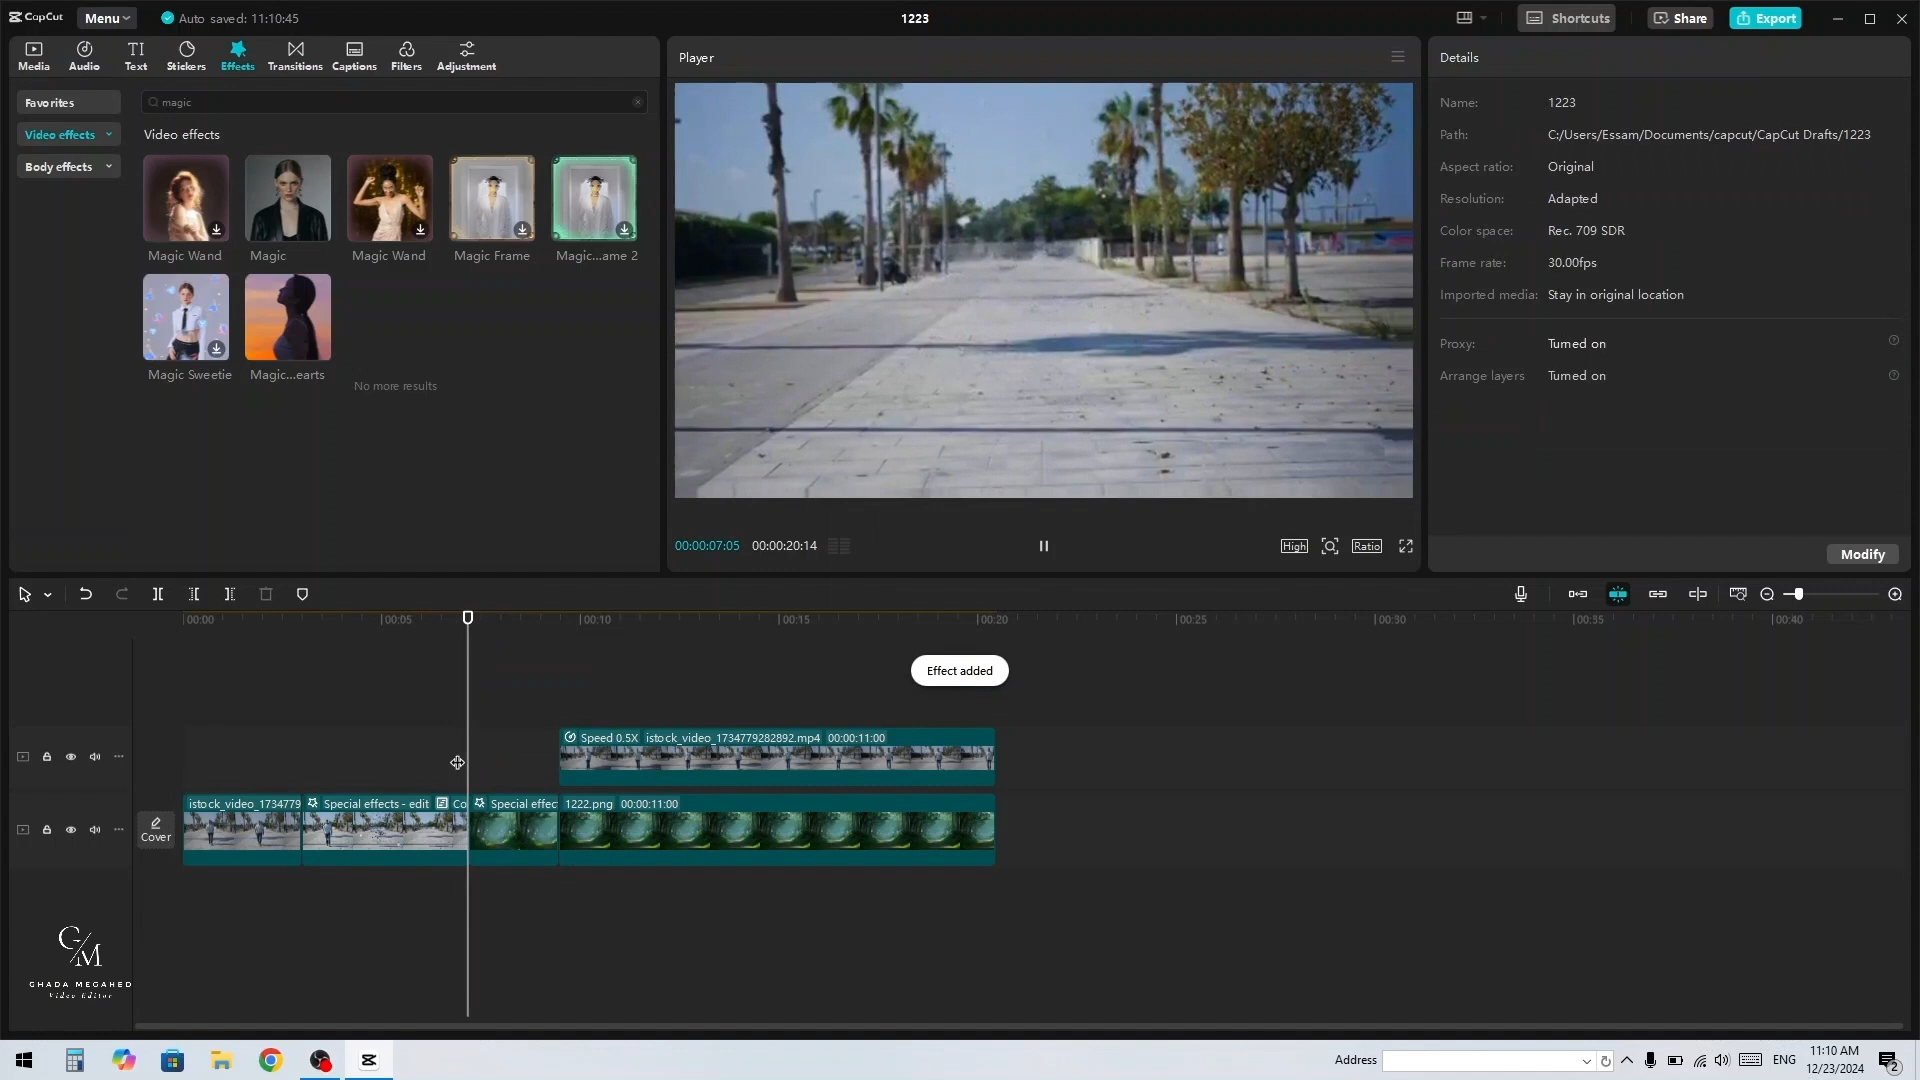 CapCut
Menu
Auto saved: 11:10:45
1223
Shortcuts
Share
Export
Media
Audio
Text
Stickers
Effects
Transitions
Captions
Filters
Adjustment
Favorites
Video effects
Body effects
magic
Video effects
Magic Wand
Magic
Magic Wand
Magic Frame
Magic...ame 2
Magic Sweetie
Magic...earts
No more results
Player
00:00:07:05
00:00:20:14
High
Ratio
Details
Name: 1223
Path: C:/Users/Essam/Documents/capcut/CapCut Drafts/1223
Aspect ratio: Original
Resolution: Adapted
Color space: Rec. 709 SDR
Frame rate: 30.00fps
Imported media: Stay in original location
Proxy: Turned on
Arrange layers Turned on
Modify
00:00
00:05
00:10
00:15
00:20
00:25
00:30
00:35
00:40
Effect added
Speed 0.5X istock_video_1734779282892.mp4 00:00:11:00
Cover
istock_video_1734779
Special effects - edit
Co
Special effec
1222.png 00:00:11:00
G/M
GHADA MEGAHED
Video Editor
Address
ENG
11:10 AM
12/23/2024
2